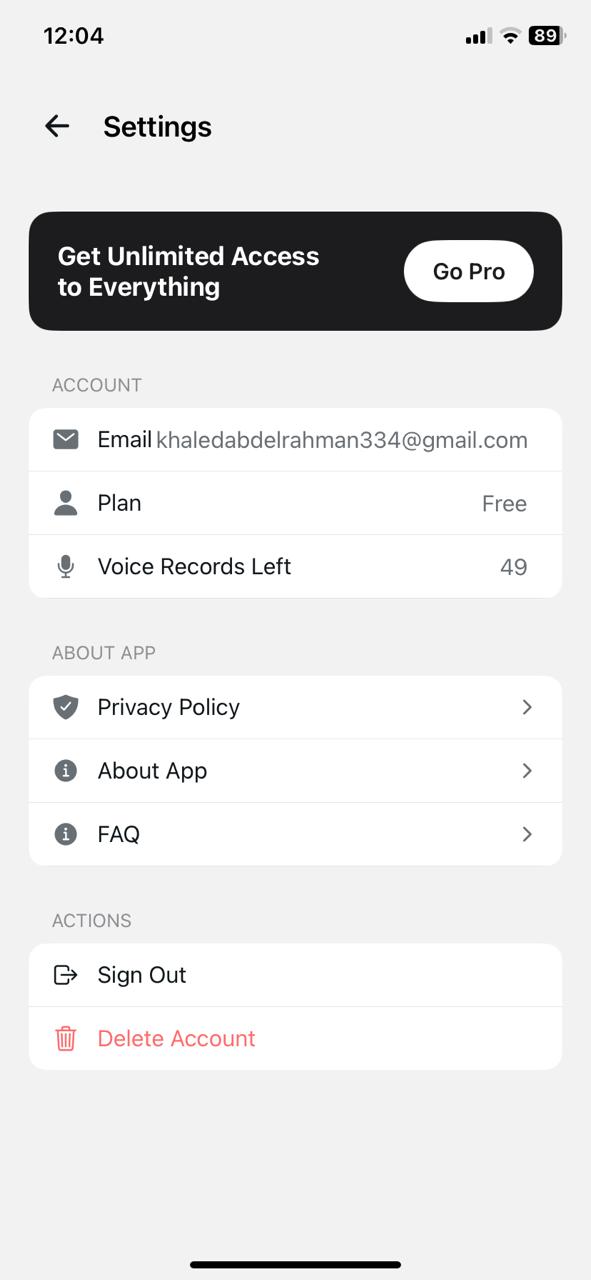 12:04
89
Settings
Get Unlimited Access
to Everything
Go Pro
ACCOUNT
Email khaledabdelrahman334@gmail.com
Plan Free
Voice Records Left 49
ABOUT APP
Privacy Policy
About App
FAQ
ACTIONS
Sign Out
Delete Account